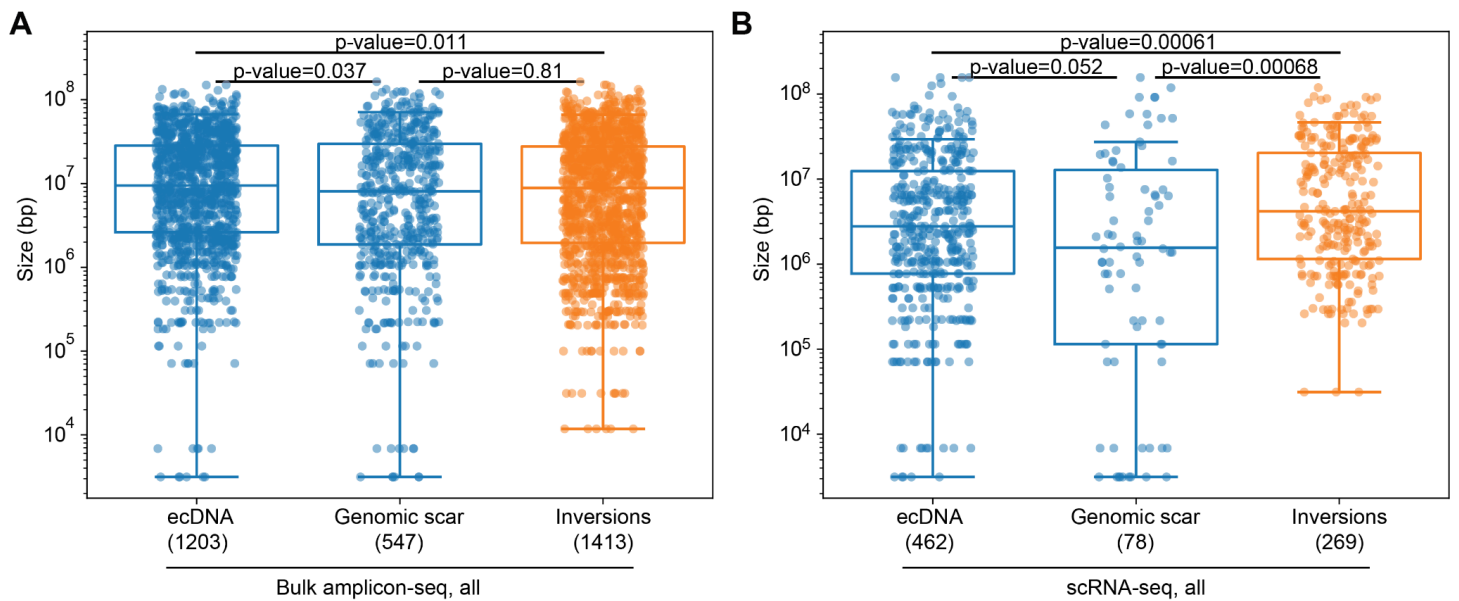 A
p-value=0.011
p-value=0.037
p-value=0.81
Size (bp)
10^8
10^7
10^6
10^5
10^4
ecDNA
(1203)
Genomic scar
(547)
Inversions
(1413)
Bulk amplicon-seq, all
B
p-value=0.00061
p-value=0.052
p-value=0.00068
Size (bp)
10^8
10^7
10^6
10^5
10^4
ecDNA
(462)
Genomic scar
(78)
Inversions
(269)
scRNA-seq, all